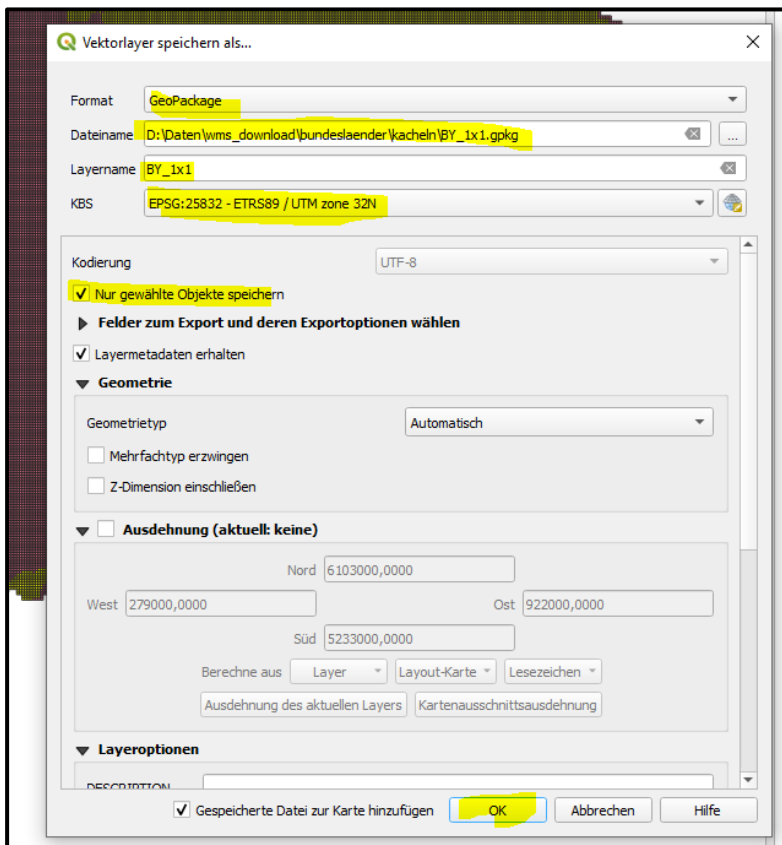 Vektorlayer speichern als...
Format GeoPackage
Dateiname D:\Daten\wms_download\bundeslaender\kacheln\BY_1x1.gpkg ...
Layername BY_1x1
KBS EPSG:25832 - ETRS89 / UTM zone 32N
Kodierung UTF-8
Nur gewählte Objekte speichern
Felder zum Export und deren Exportoptionen wählen
Layermetadaten erhalten
Geometrie
Geometrietyp Automatisch
Mehrfachtyp erzwingen
Z-Dimension einschließen
Ausdehnung (aktuell: keine)
Nord 6103000,0000
West 279000,0000 Ost 922000,0000
Süd 5233000,0000
Berechne aus Layer Layout-Karte Lesezeichen
Ausdehnung des aktuellen Layers Kartenausschnittsausdehnung
Layeroptionen
DESCRIPTION
Gespeicherte Datei zur Karte hinzufügen OK Abbrechen Hilfe